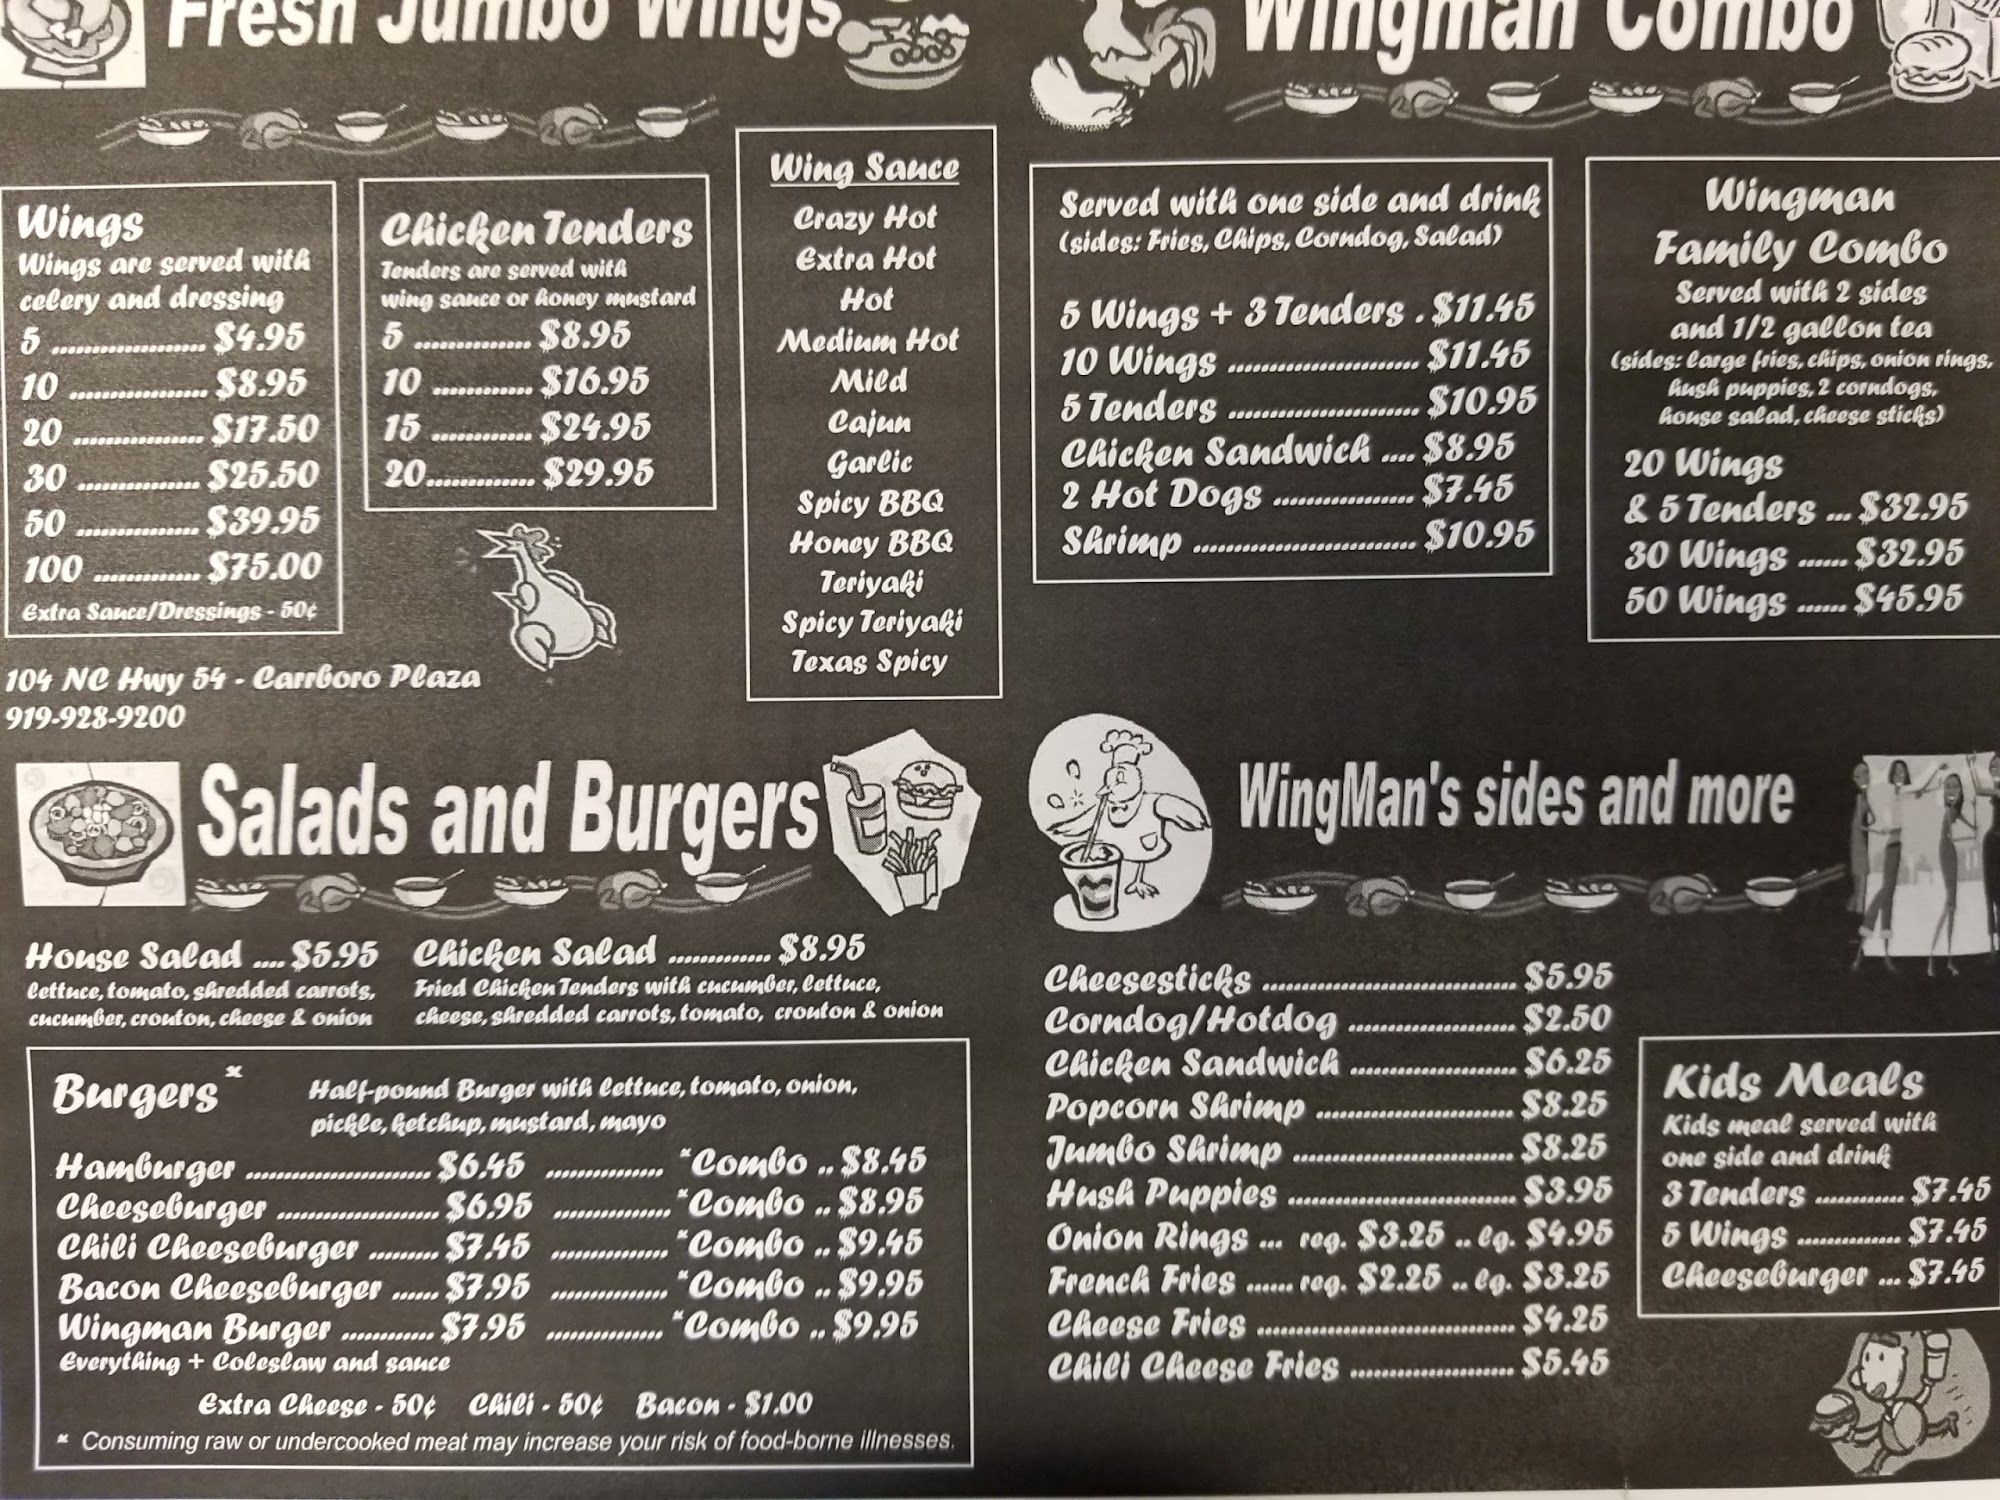 Fresh Jumbo Wings
Wings
Wings are served with
celery and dressing
5 .................... $4.95
10 .................. $8.95
20 ................. $17.50
30 ................ $25.50
50 ................ $39.95
100 .............. $75.00
Extra Sauce/Dressings - 50¢
Chicken Tenders
Tenders are served with
wing sauce or honey mustard
5 ............... $8.95
10 ............. $16.95
15 ............. $24.95
20.............. $29.95
Wing Sauce
Crazy Hot
Extra Hot
Hot
Medium Hot
Mild
Cajun
Garlic
Spicy BBQ
Honey BBQ
Teriyaki
Spicy Teriyaki
Texas Spicy
104 NC Hwy 54 - Carrboro Plaza
919-928-9200
Wingman Combo
Served with one side and drink
(sides: Fries, Chips, Corndog, Salad)
5 Wings + 3 Tenders . $11.45
10 Wings ......................... $11.45
5 Tenders ......................... $10.95
Chicken Sandwich .... $8.95
2 Hot Dogs .................. $7.45
Shrimp ............................. $10.95
Wingman
Family Combo
Served with 2 sides
and 1/2 gallon tea
(sides: large fries, chips, onion rings,
hush puppies, 2 corndogs,
house salad, cheese sticks)
20 Wings
& 5 Tenders ... $32.95
30 Wings ...... $32.95
50 Wings ...... $45.95
Salads and Burgers
House Salad .... $5.95
lettuce, tomato, shredded carrots,
cucumber, crouton, cheese & onion
Chicken Salad ............. $8.95
Fried Chicken Tenders with cucumber, lettuce,
cheese, shredded carrots, tomato, crouton & onion
Burgers*
Half-pound Burger with lettuce, tomato, onion,
pickle, ketchup, mustard, mayo
Hamburger ........................ $6.45 ............... *Combo .. $8.45
Cheeseburger ..................... $6.95 ............... *Combo .. $8.95
Chili Cheeseburger ......... $7.45 ............... *Combo .. $9.45
Bacon Cheeseburger ...... $7.95 ............... *Combo .. $9.95
Wingman Burger ............ $7.95 ............... *Combo .. $9.95
Everything + Coleslaw and sauce
Extra Cheese - 50¢ Chili - 50¢ Bacon - $1.00
* Consuming raw or undercooked meat may increase your risk of food-borne illnesses.
WingMan's sides and more
Cheesesticks ................................. $5.95
Corndog/Hotdog ...................... $2.50
Chicken Sandwich ...................... $6.25
Popcorn Shrimp .......................... $8.25
Jumbo Shrimp ............................. $8.25
Hush Puppies .............................. $3.95
Onion Rings ... reg. $3.25 .. lg. $4.95
French Fries ...... reg. $2.25 .. lg. $3.25
Cheese Fries .................................. $4.25
Chili Cheese Fries ...................... $5.45
Kids Meals
Kids meal served with
one side and drink
3 Tenders ............ $7.45
5 Wings .............. $7.45
Cheeseburger ... $7.45